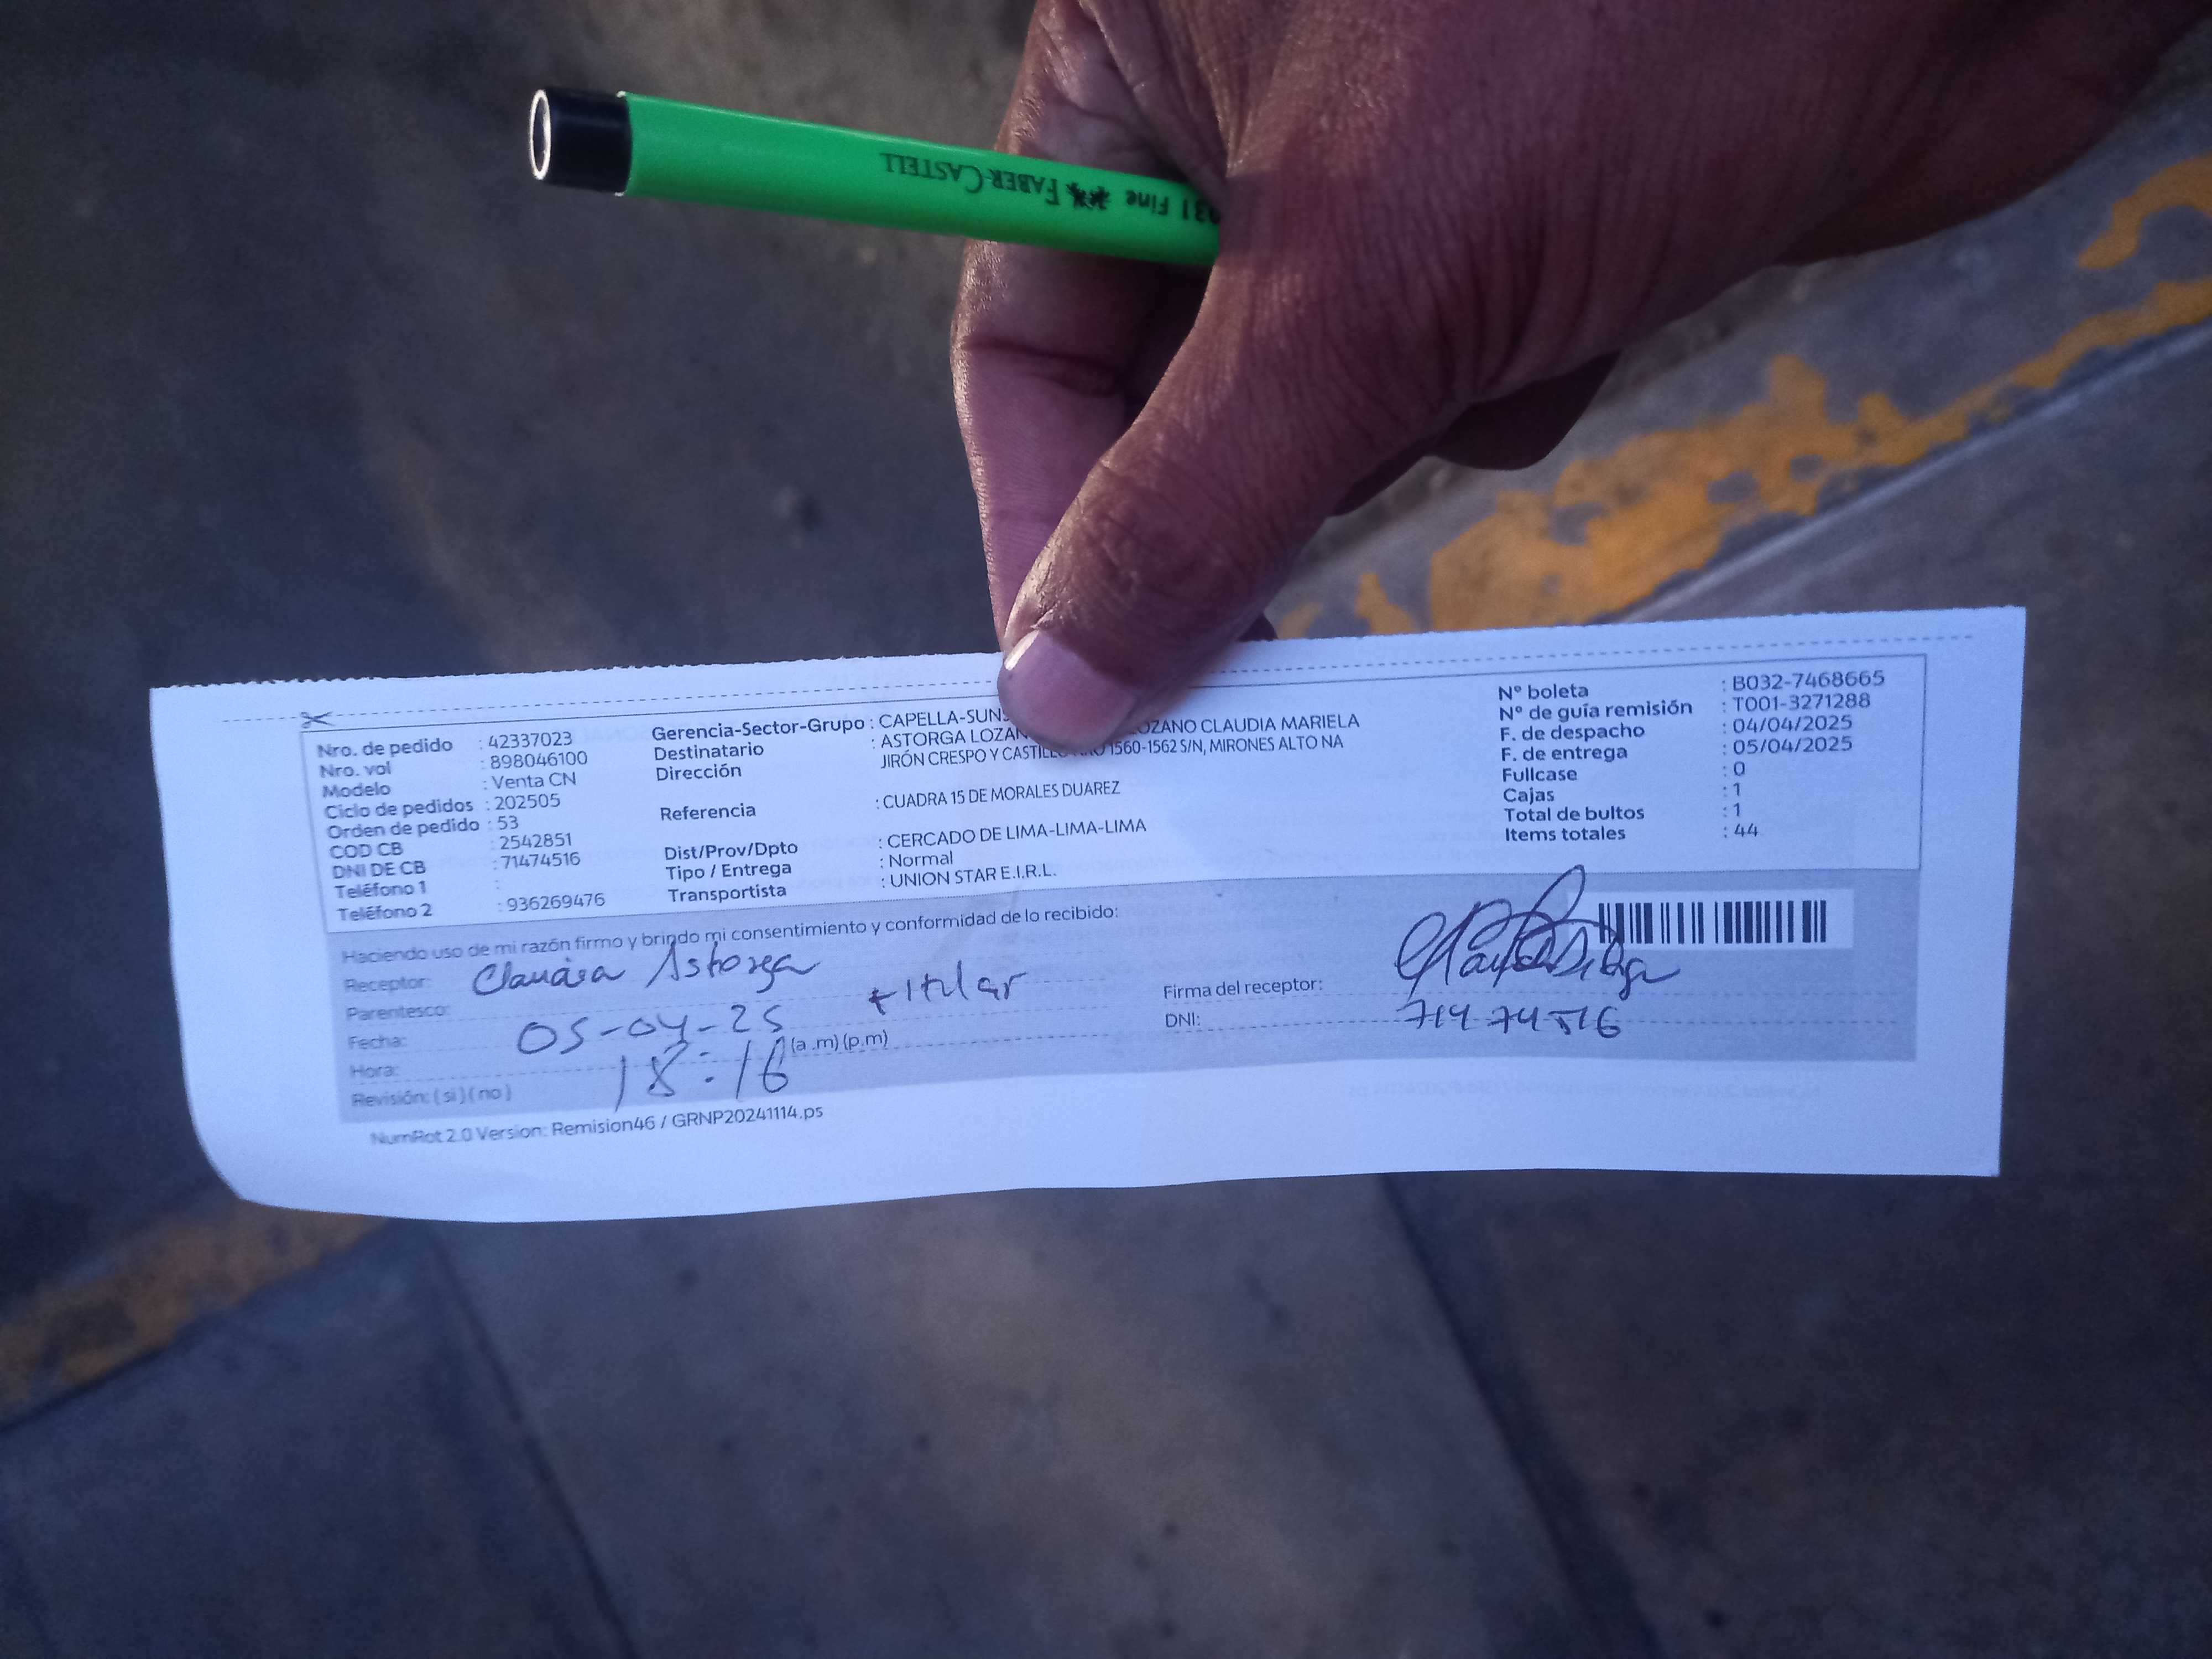 031 Fine FABER-CASTELL
Nro. de pedido : 42337023
Nro. vol : 898046100
Modelo : Venta CN
Ciclo de pedidos : 202505
Orden de pedido : 53
COD CB : 2542851
DNI DE CB : 71474516
Teléfono 1 :
Teléfono 2 : 936269476
Gerencia-Sector-Grupo : CAPELLA-SUNS
Destinatario : ASTORGA LOZAN OZANO CLAUDIA MARIELA
Dirección JIRÓN CRESPO Y CASTILLO 1560-1562 S/N, MIRONES ALTO NA
Referencia : CUADRA 15 DE MORALES DUAREZ
Dist/Prov/Dpto : CERCADO DE LIMA-LIMA-LIMA
Tipo / Entrega : Normal
Transportista : UNION STAR E.I.R.L.
N° boleta : B032-7468665
N° de guía remisión : T001-3271288
F. de despacho : 04/04/2025
F. de entrega : 05/04/2025
Fullcase : 0
Cajas : 1
Total de bultos : 1
Items totales : 44
Haciendo uso de mi razón firmo y brindo mi consentimiento y conformidad de lo recibido:
Receptor: Claudia Astorga
Parentesco: titular
Fecha: 05-04-25
Hora: 18:16 (a .m) (p.m)
Revisión: ( si ) ( no )
Firma del receptor:
DNI: 71474516
NumRot 2.0 Version: Remision46 / GRNP20241114.ps